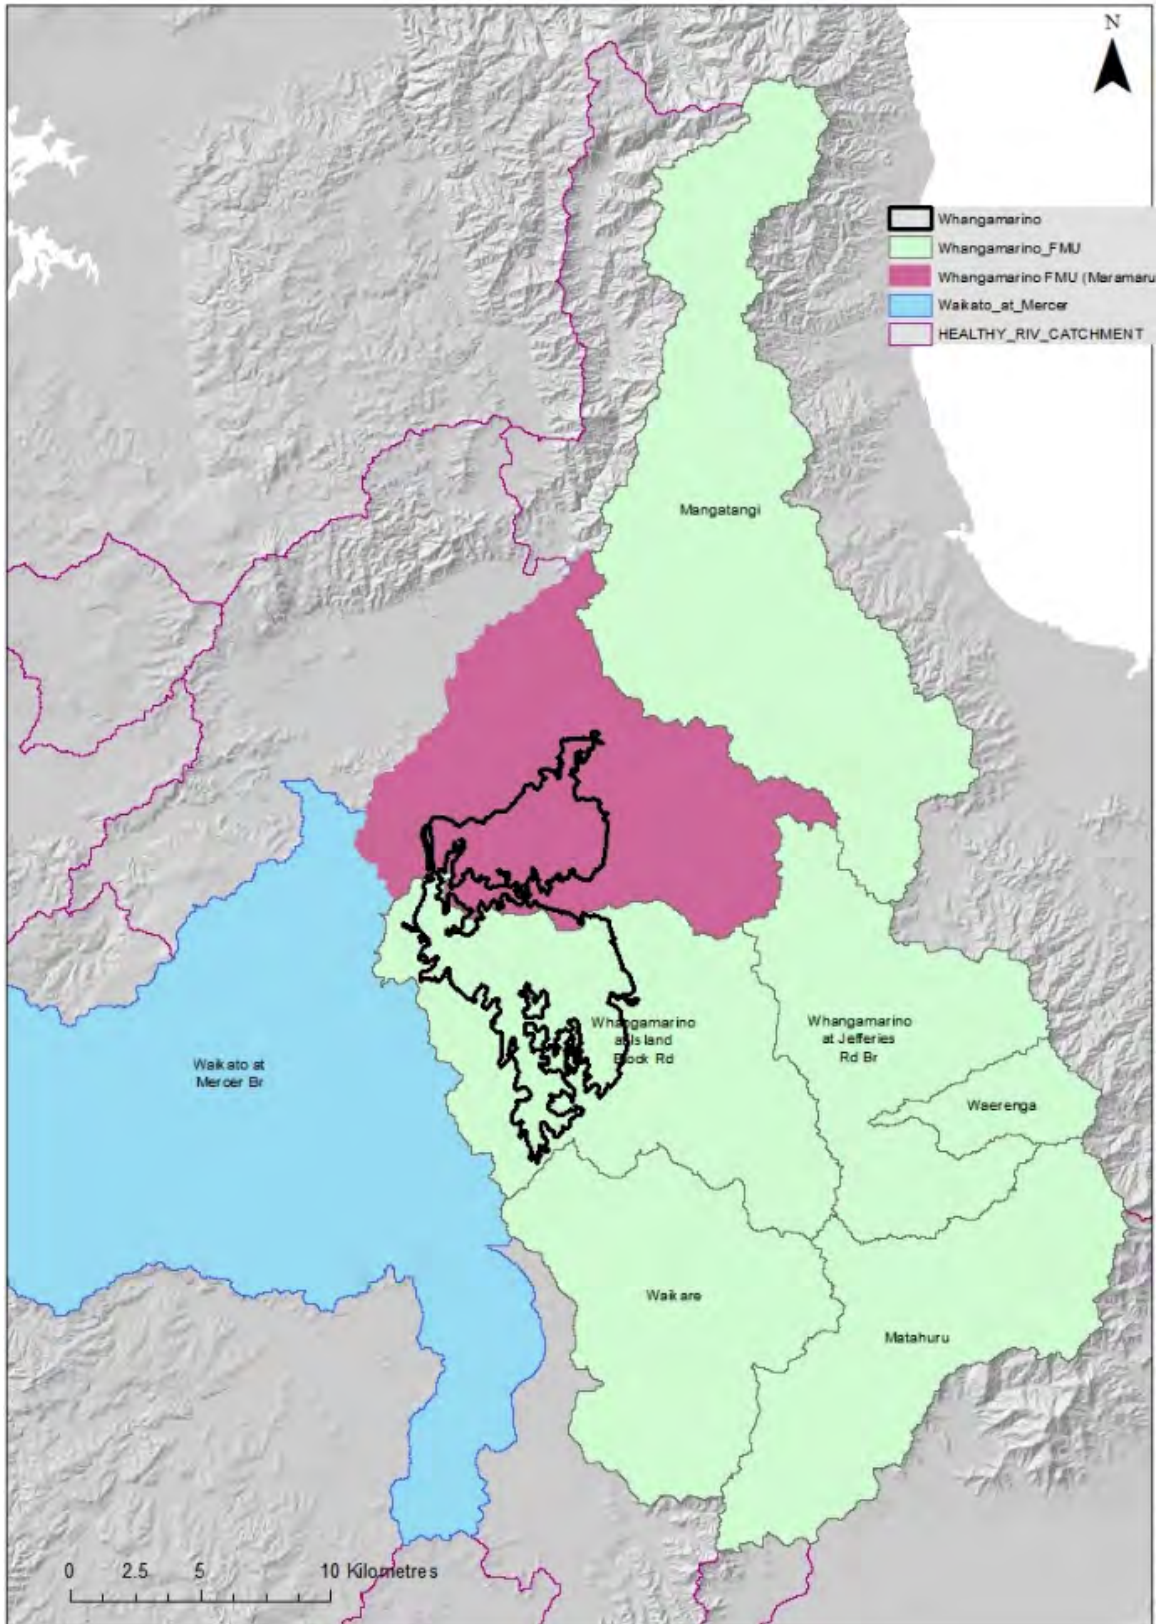 N
Whangamarino
Whangamarino_FMU
Whangamarino FMU (Maramaru
Waikato_at_Mercer
HEALTHY_RIV_CATCHMENT
Mangatangi
Whangamarino
at Island
Block Rd
Whangamarino
at Jefferies
Rd Br
Waikato at
Mercer Br
Waerenga
Waikare
Matahuru
0 2.5 5 10 Kilometres